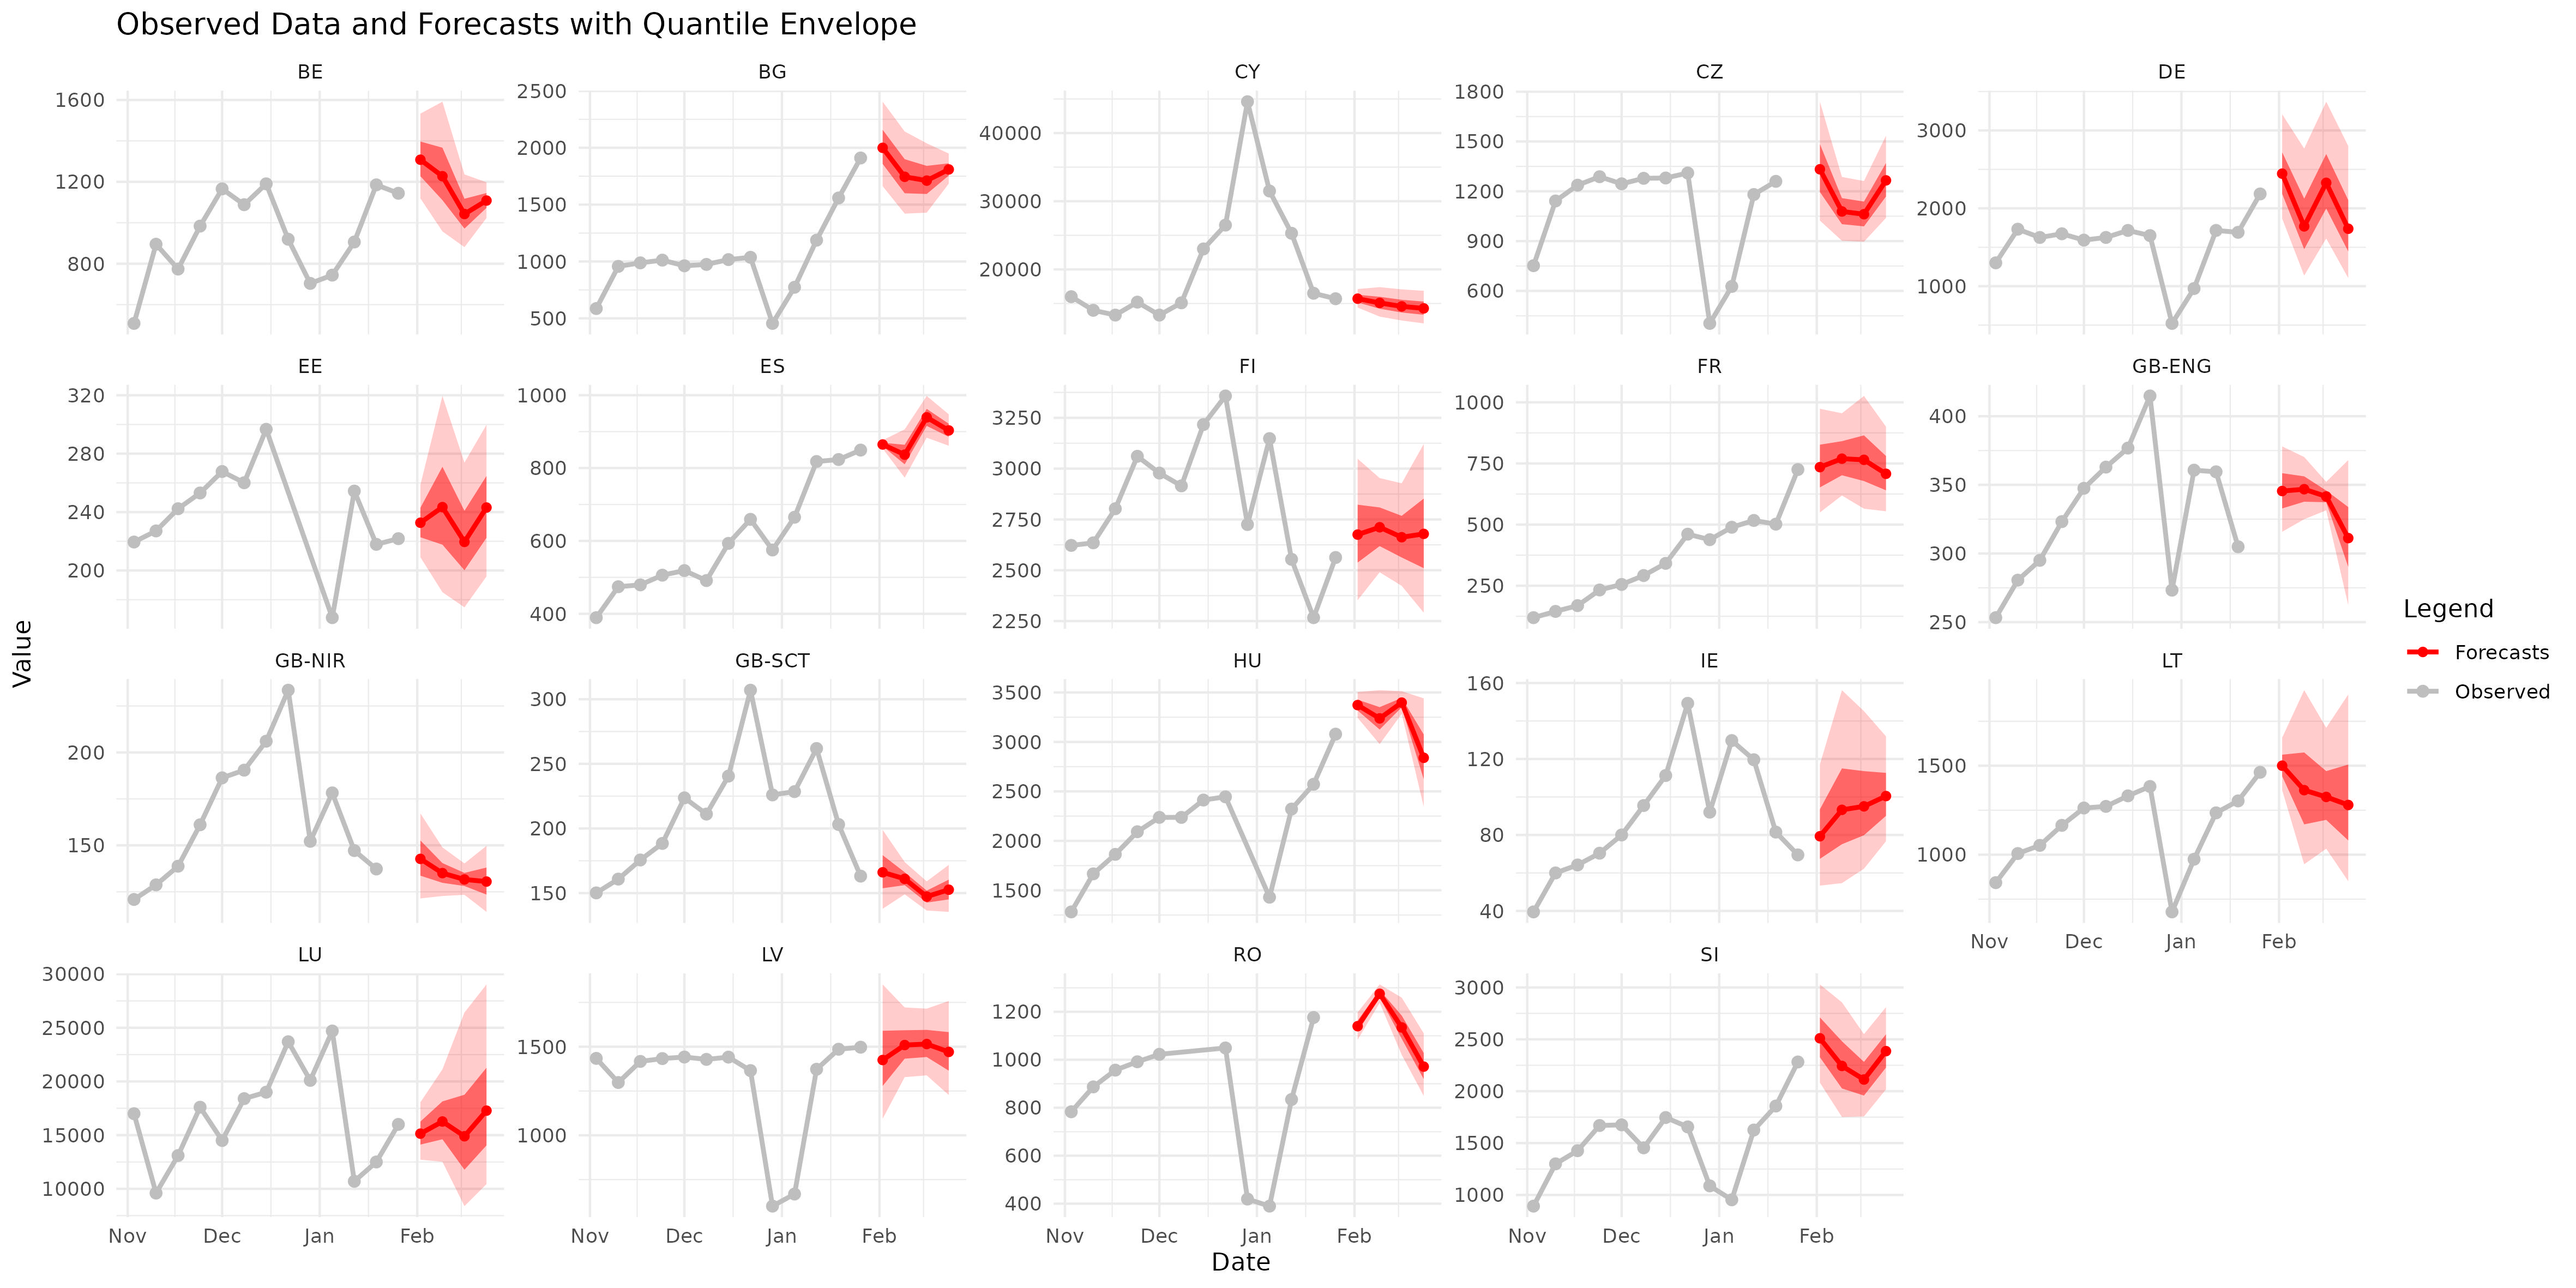 Observed Data and Forecasts with Quantile Envelope
BE
BG
CY
CZ
DE
1600
1200
800
2500
2000
1500
1000
500
40000
30000
20000
1800
1500
1200
900
600
3000
2000
1000
EE
ES
FI
FR
GB-ENG
320
280
240
200
1000
800
600
400
3250
3000
2750
2500
2250
1000
750
500
250
400
350
300
250
Value
Legend
Forecasts
Observed
GB-NIR
GB-SCT
HU
IE
LT
200
150
300
250
200
150
3500
3000
2500
2000
1500
160
120
80
40
1500
1000
Nov Dec Jan Feb
LU
LV
RO
SI
30000
25000
20000
15000
10000
1500
1000
1200
1000
800
600
400
3000
2500
2000
1500
1000
Nov Dec Jan Feb
Nov Dec Jan Feb
Nov Dec Jan Feb
Nov Dec Jan Feb
Date